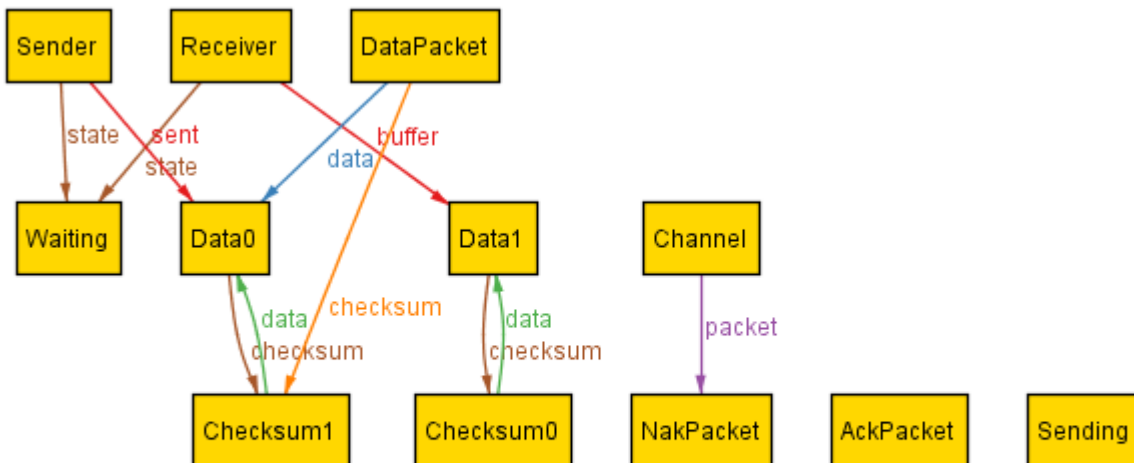 Sender
Receiver
DataPacket
state
sent
buffer
state
data
Waiting
Data0
Data1
Channel
data
checksum
data
packet
checksum
checksum
Checksum1
Checksum0
NakPacket
AckPacket
Sending